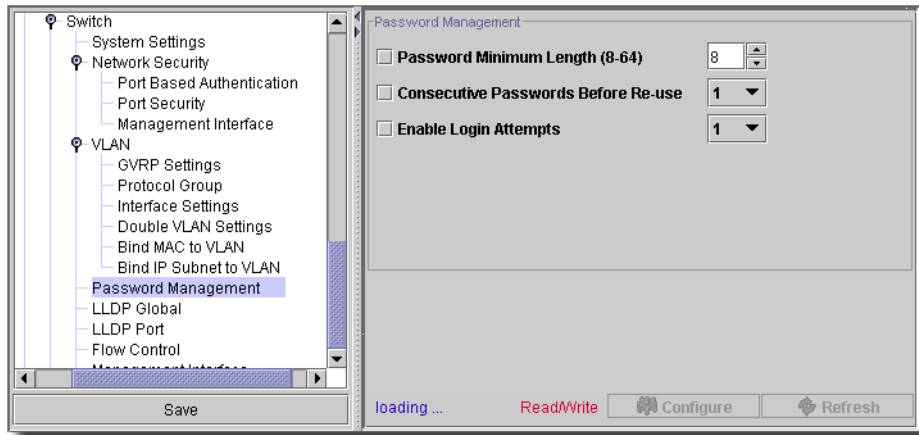 Switch
System Settings
Network Security
Port Based Authentication
Port Security
Management Interface
VLAN
GVRP Settings
Protocol Group
Interface Settings
Double VLAN Settings
Bind MAC to VLAN
Bind IP Subnet to VLAN
Password Management
LLDP Global
LLDP Port
Flow Control
Management Interface
Save
Password Management
Password Minimum Length (8-64) 8
Consecutive Passwords Before Re-use 1
Enable Login Attempts 1
loading ... Read/Write Configure Refresh